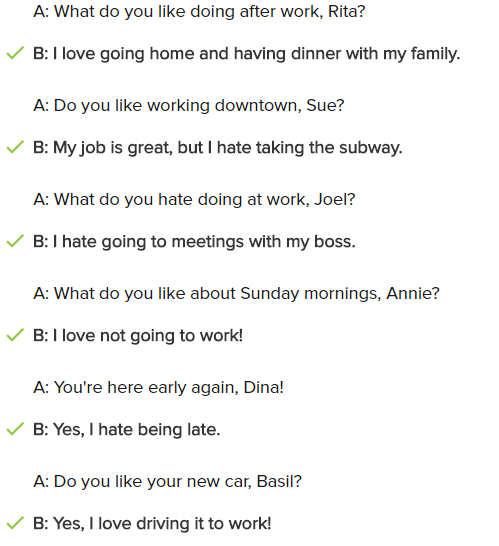 A: What do you like doing after work, Rita?
B: I love going home and having dinner with my family.
A: Do you like working downtown, Sue?
B: My job is great, but I hate taking the subway.
A: What do you hate doing at work, Joel?
B: I hate going to meetings with my boss.
A: What do you like about Sunday mornings, Annie?
B: I love not going to work!
A: You're here early again, Dina!
B: Yes, I hate being late.
A: Do you like your new car, Basil?
B: Yes, I love driving it to work!